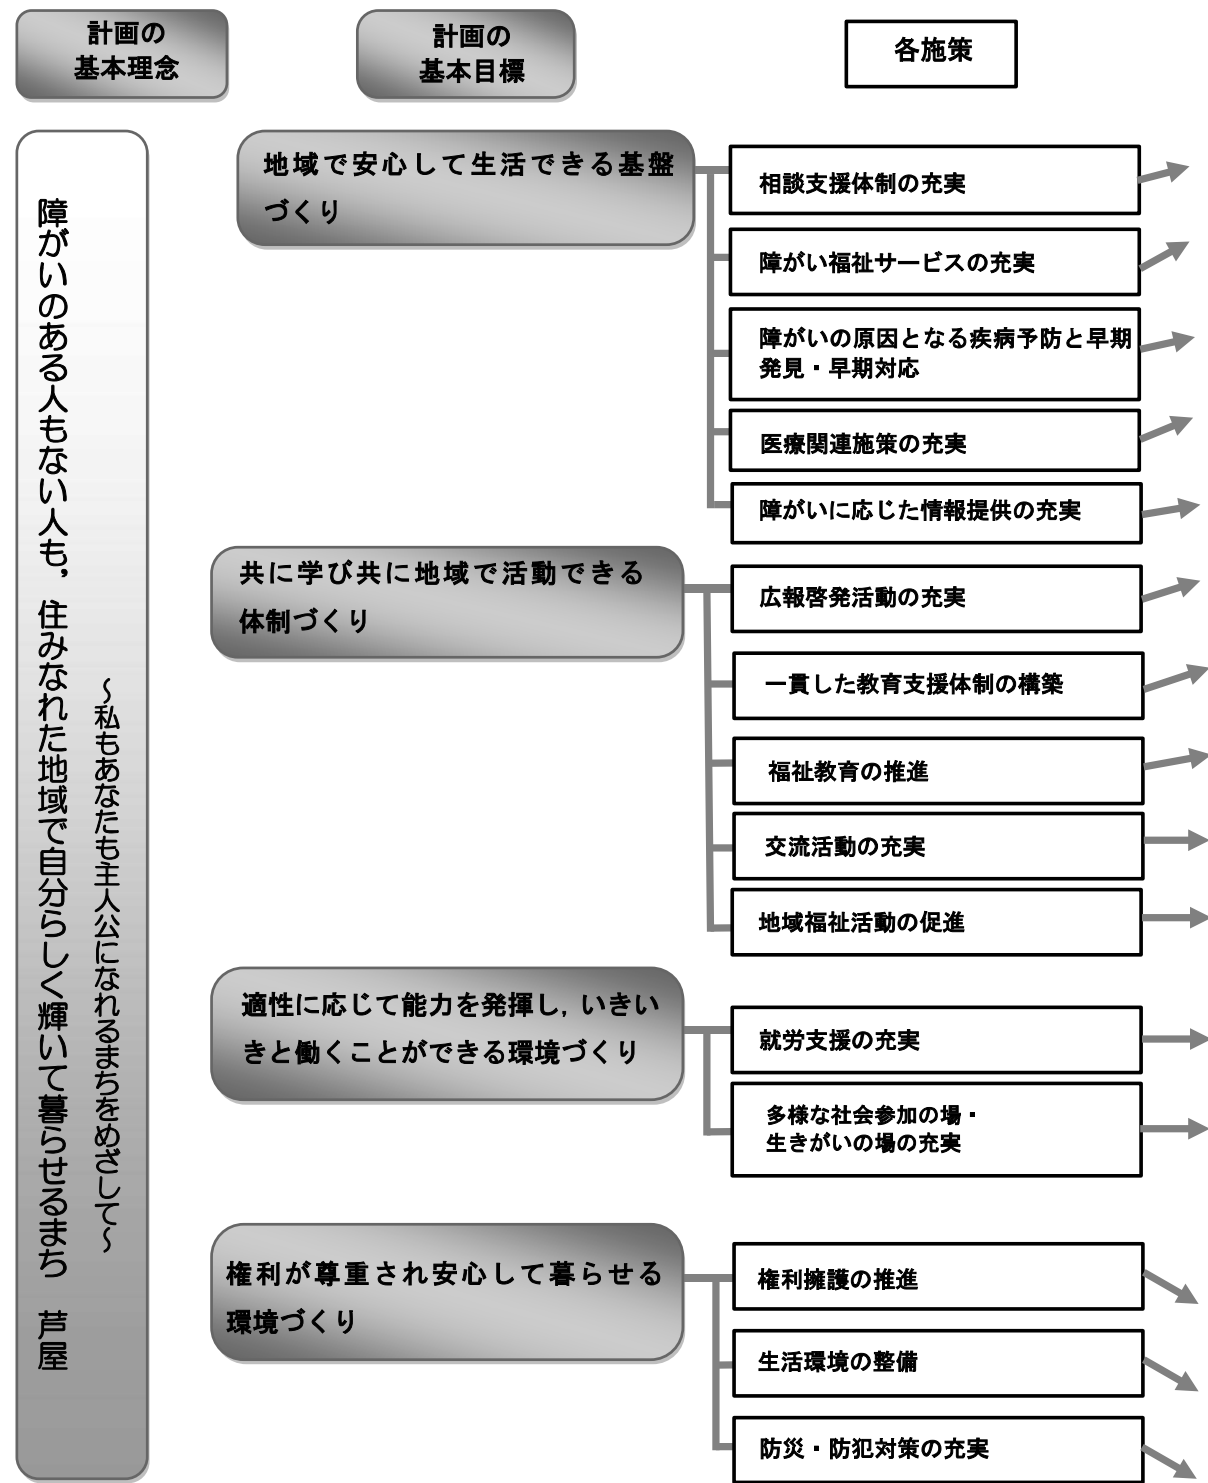 計画の
基本理念
計画の
基本目標
各施策
障がいのある人もない人も，住みなれた地域で自分らしく輝いて暮らせるまち　芦屋
～私もあなたも主人公になれるまちをめざして～
地域で安心して生活できる基盤
づくり
相談支援体制の充実
障がい福祉サービスの充実
障がいの原因となる疾病予防と早期
発見・早期対応
医療関連施策の充実
障がいに応じた情報提供の充実
共に学び共に地域で活動できる
体制づくり
広報啓発活動の充実
一貫した教育支援体制の構築
福祉教育の推進
交流活動の充実
地域福祉活動の促進
適性に応じて能力を発揮し，いきい
きと働くことができる環境づくり
就労支援の充実
多様な社会参加の場・
生きがいの場の充実
権利が尊重され安心して暮らせる
環境づくり
権利擁護の推進
生活環境の整備
防災・防犯対策の充実